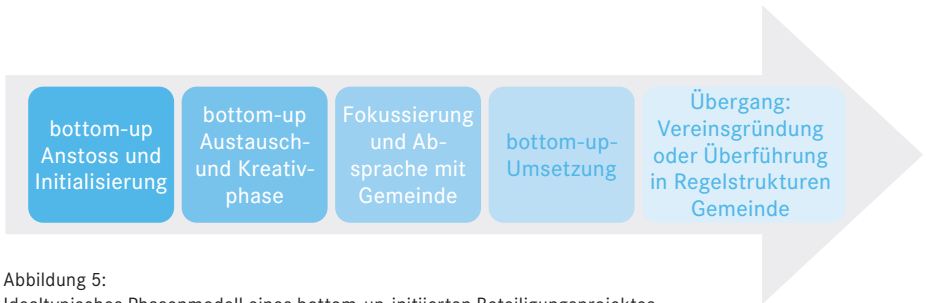 bottom-up
Anstoss und
Initialisierung
bottom-up
Austausch-
und Kreativ-
phase
Fokussierung
und Ab-
sprache mit
Gemeinde
bottom-up-
Umsetzung
Übergang:
Vereinsgründung
oder Überführung
in Regelstrukturen
Gemeinde
Abbildung 5:
Idealtypisches Phasenmodell eines bottom-up-initiierten Beteiligungsprojektes